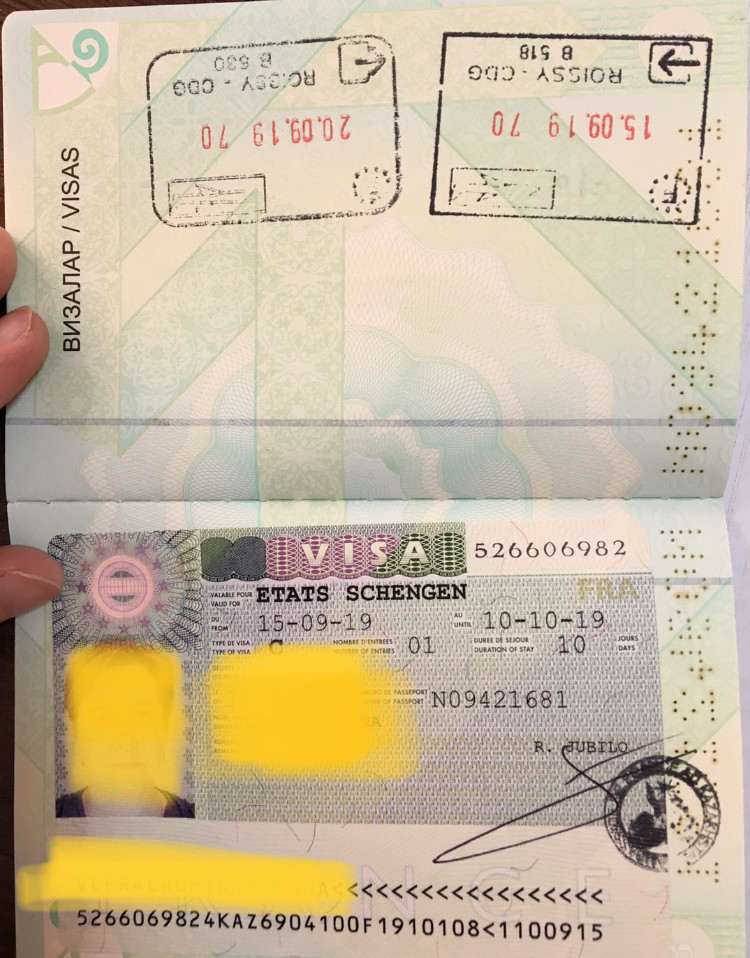 ВИЗАЛАР / VISAS
ROISSY - CDG
B 530
20.09.19 70
ROISSY - CDG
B 518
15.09.19 70
F
N09421681
VISA
526606982
FRA
VALABLE POUR
VALID FOR
ETATS SCHENGEN
DU
FROM
15-09-19
AU
UNTIL
10-10-19
TYPE DE VISA
TYPE OF VISA
C
NOMBRE D'ENTREES
NUMBER OF ENTRIES
01
DUREE DE SEJOUR
DURATION OF STAY
10
JOURS
DAYS
N09421681
R. JUBILO
<<<<<<<<<<<<<<<<<<
5266069824KAZ6904100F1910108<1100915